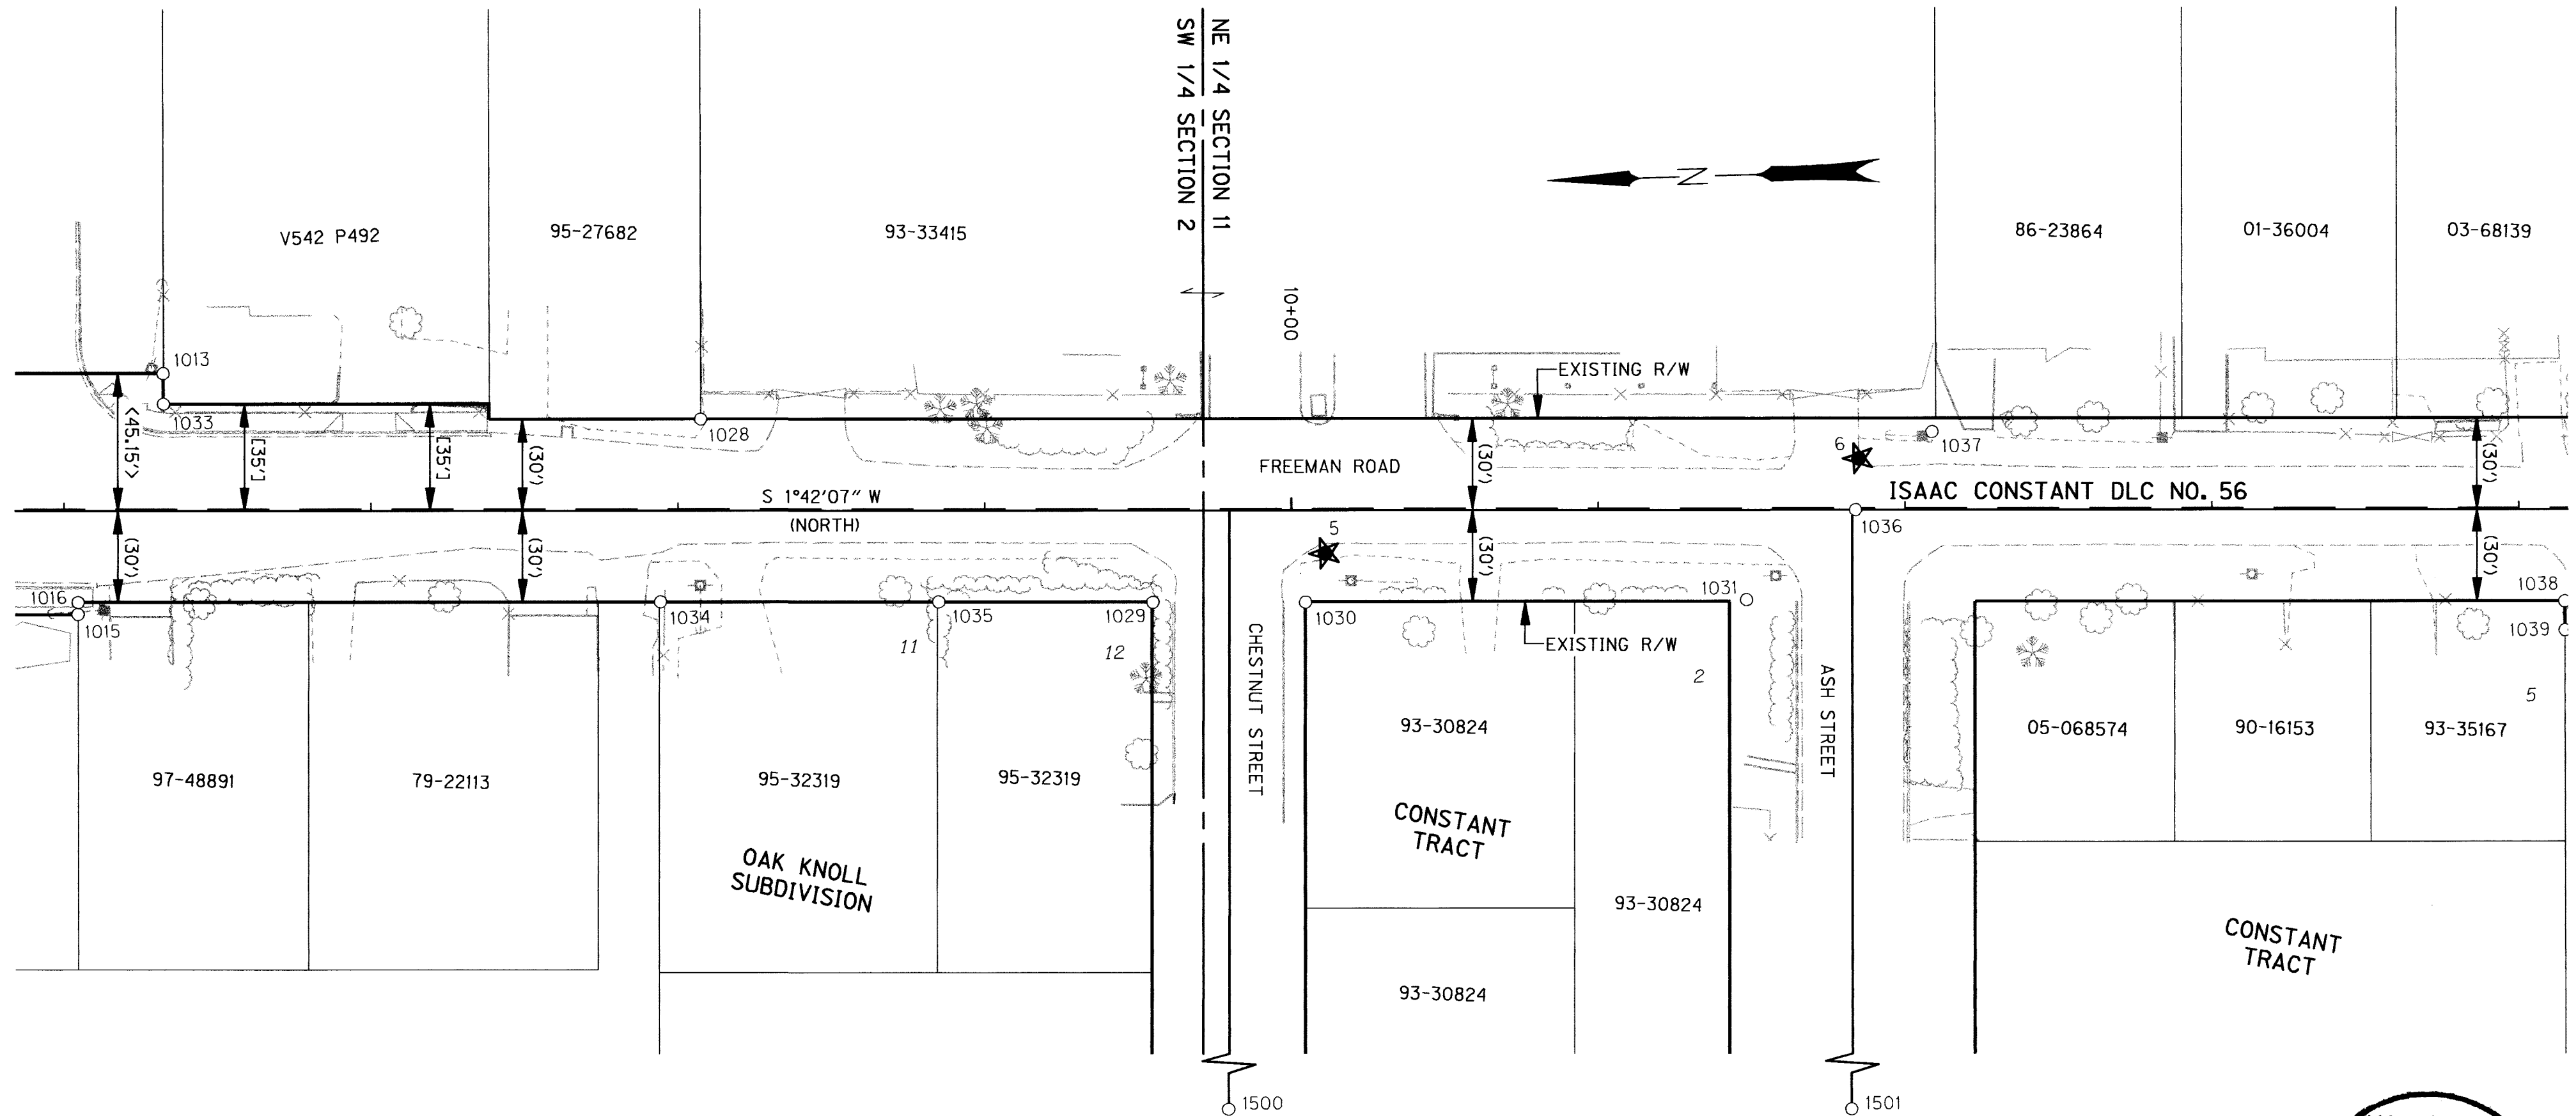 NE 1/4 SECTION 11
SW 1/4 SECTION 2
N
V542 P492
95-27682
93-33415
86-23864
01-36004
03-68139
10+00
1013
1033
1028
EXISTING R/W
1037
6
<45.15'>
[35']
[35']
(30')
FREEMAN ROAD
(30')
(30')
S 1°42'07" W
ISAAC CONSTANT DLC NO. 56
(NORTH)
1036
5
(30')
(30')
(30')
(30')
1016
1015
1034
1035
1029
1030
1031
1038
1039
11
12
EXISTING R/W
2
5
CHESTNUT STREET
ASH STREET
97-48891
79-22113
95-32319
95-32319
93-30824
05-068574
90-16153
93-35167
CONSTANT
TRACT
OAK KNOLL
SUBDIVISION
93-30824
93-30824
CONSTANT
TRACT
1500
1501